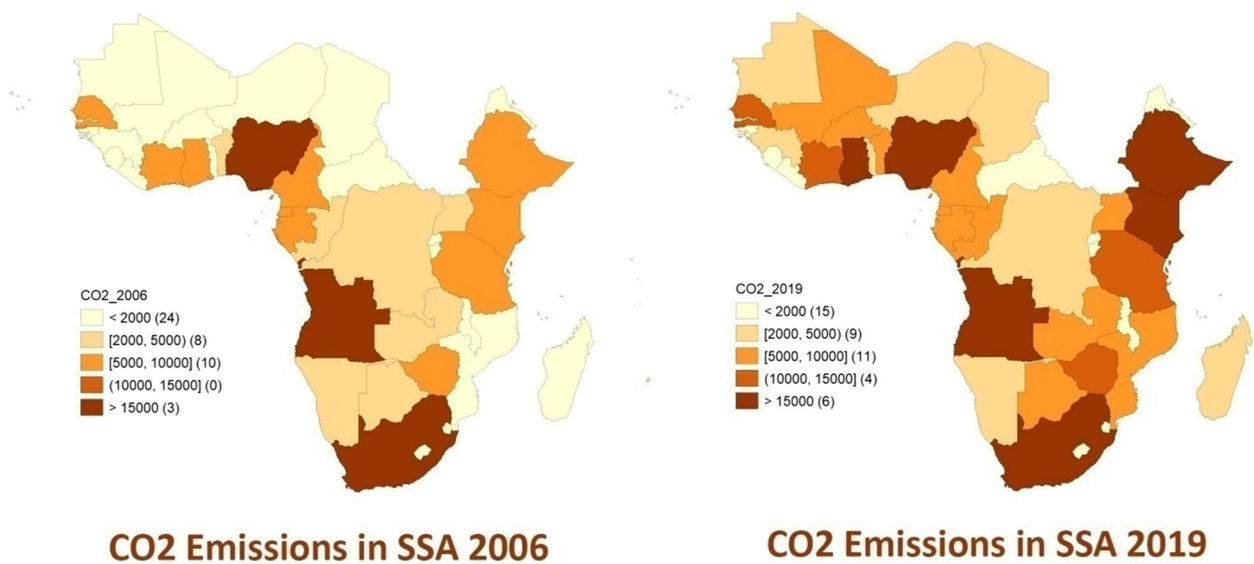 CO2_2006
< 2000 (24)
[2000, 5000) (8)
[5000, 10000] (10)
(10000, 15000] (0)
> 15000 (3)
CO2 Emissions in SSA 2006
CO2_2019
< 2000 (15)
[2000, 5000) (9)
[5000, 10000] (11)
(10000, 15000] (4)
> 15000 (6)
CO2 Emissions in SSA 2019